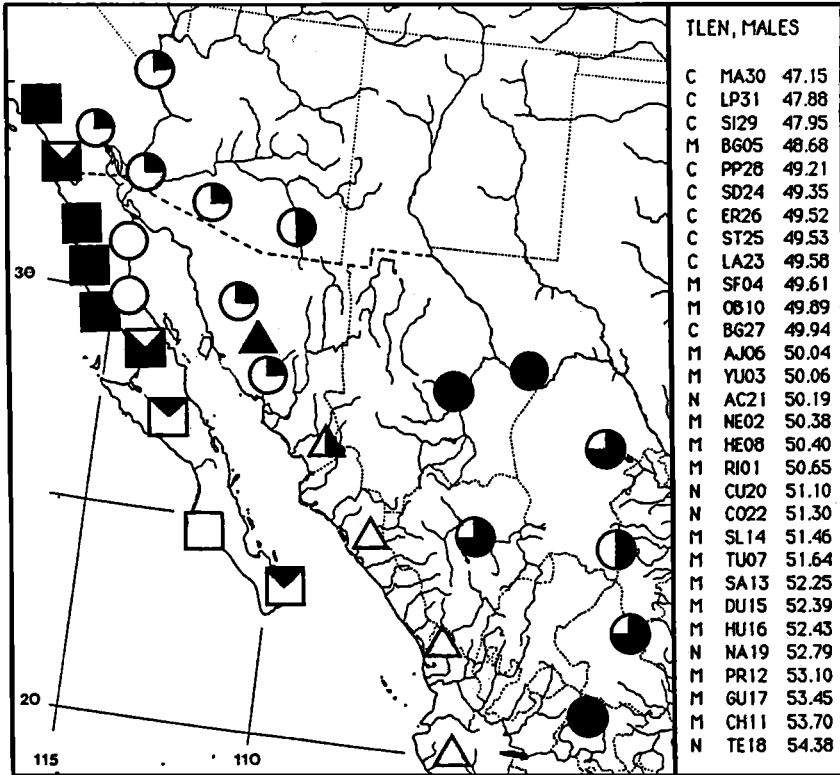 TLEN, MALES
C MA30 47.15
C LP31 47.88
C SI29 47.95
M BG05 48.68
C PP28 49.21
C SD24 49.35
C ER26 49.52
C ST25 49.53
C LA23 49.58
M SF04 49.61
M OB10 49.89
C BG27 49.94
M AJ06 50.04
M YU03 50.06
N AC21 50.19
M NE02 50.38
M HE08 50.40
M RI01 50.65
N CU20 51.10
N CO22 51.30
M SL14 51.46
M TU07 51.64
M SA13 52.25
M DU15 52.39
M HU16 52.43
N NA19 52.79
M PR12 53.10
M GU17 53.45
M CH11 53.70
N TE18 54.38
30
20
115
110